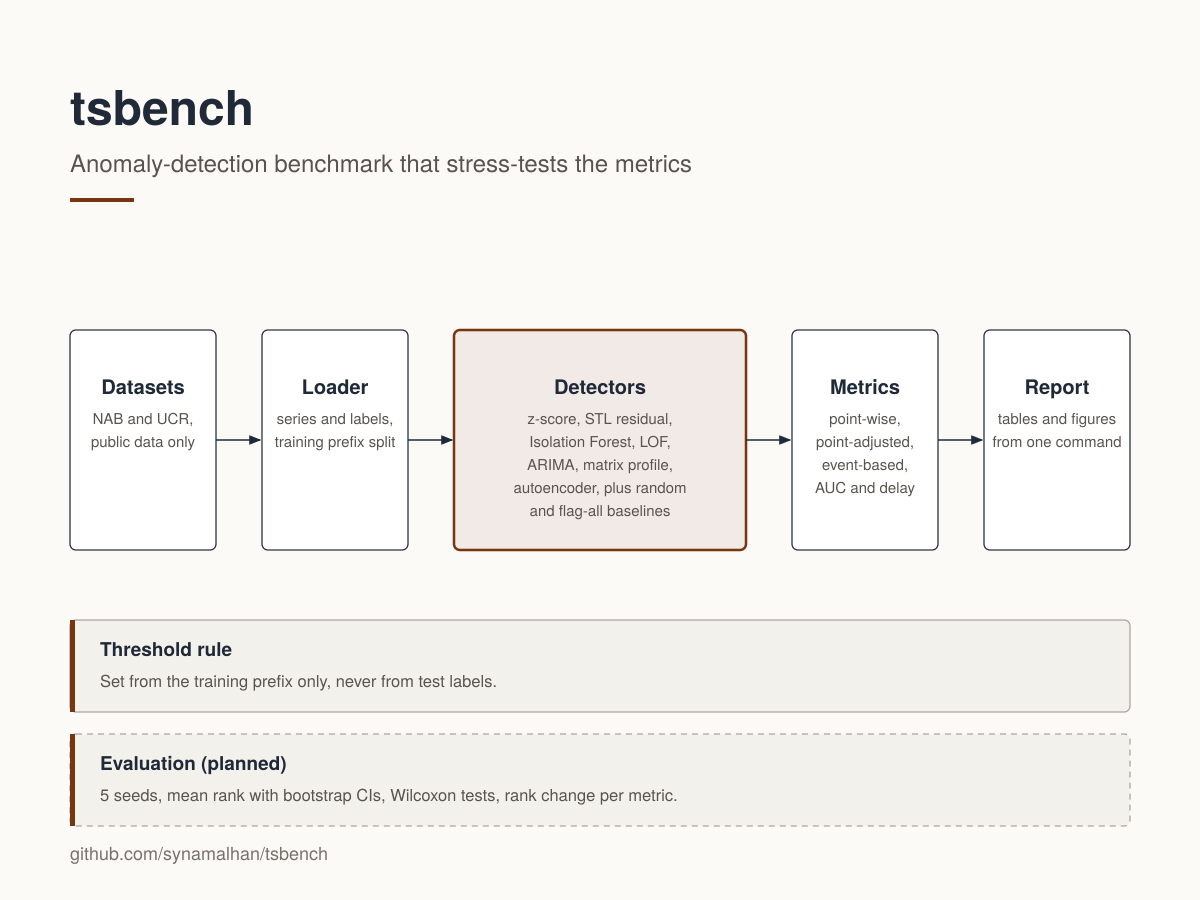 tsbench
Anomaly-detection benchmark that stress-tests the metrics
Datasets
NAB and UCR,
public data only
Loader
series and labels,
training prefix split
Detectors
z-score, STL residual,
Isolation Forest, LOF,
ARIMA, matrix profile,
autoencoder, plus random
and flag-all baselines
Metrics
point-wise,
point-adjusted,
event-based,
AUC and delay
Report
tables and figures
from one command
Threshold rule
Set from the training prefix only, never from test labels.
Evaluation (planned)
5 seeds, mean rank with bootstrap CIs, Wilcoxon tests, rank change per metric.
github.com/synamalhan/tsbench